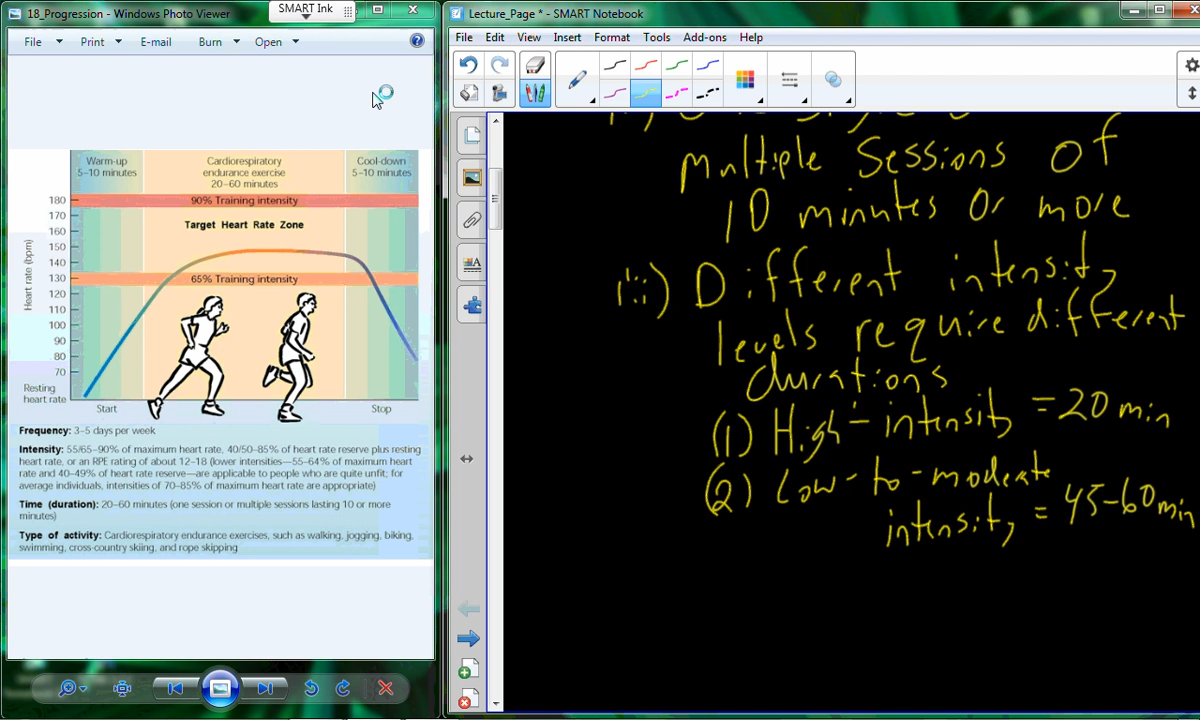 18_Progression - Windows Photo Viewer
SMART Ink
File Print E-mail Burn Open
Warm-up
5–10 minutes
Cardiorespiratory
endurance exercise
20–60 minutes
Cool-down
5–10 minutes
90% Training intensity
Target Heart Rate Zone
65% Training intensity
Heart rate (bpm)
180
170
160
150
140
130
120
110
100
90
80
70
Resting
heart rate
Start
Stop
Frequency: 3–5 days per week
Intensity: 55/65–90% of maximum heart rate, 40/50–85% of heart rate reserve plus resting
heart rate, or an RPE rating of about 12–18 (lower intensities—55–64% of maximum heart
rate and 40–49% of heart rate reserve—are applicable to people who are quite unfit; for
average individuals, intensities of 70–85% of maximum heart rate are appropriate)
Time (duration): 20–60 minutes (one session or multiple sessions lasting 10 or more
minutes)
Type of activity: Cardiorespiratory endurance exercises, such as walking, jogging, biking,
swimming, cross-country skiing, and rope skipping
Lecture_Page * - SMART Notebook
File Edit View Insert Format Tools Add-ons Help
multiple Sessions of
10 minutes or more
iii) Different intensity
levels require different
durations
(1) High-intensity = 20 min
(2) Low-to-moderate
intensity = 45-60 min